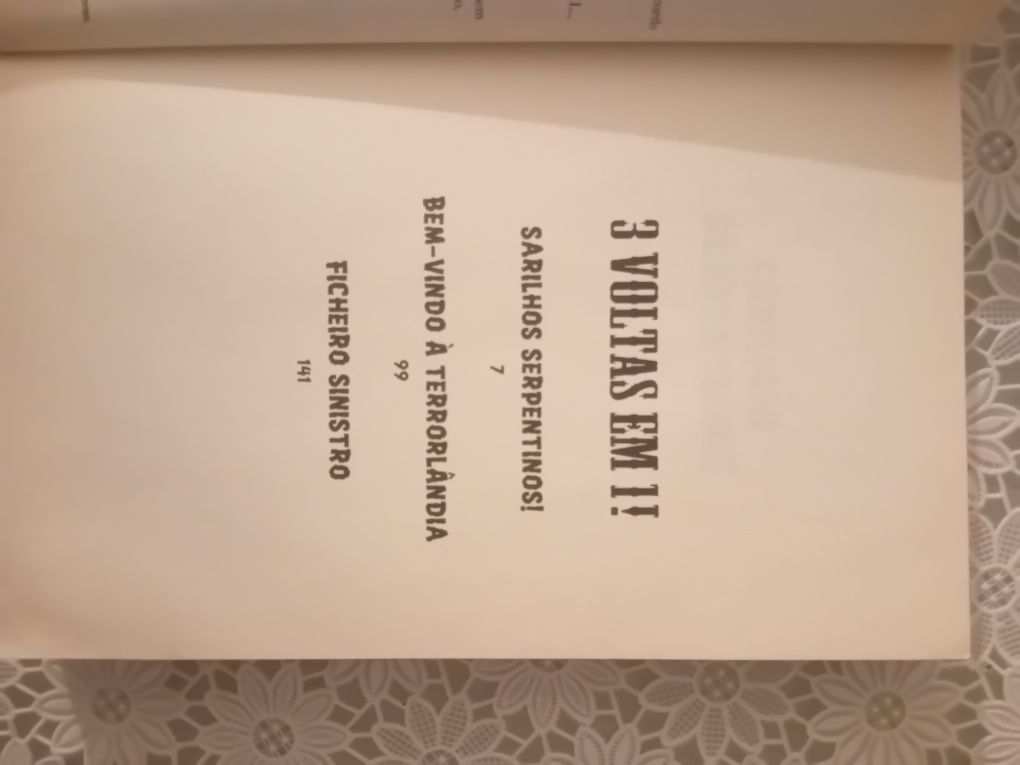 3 VOLTAS EM 1!
SARILHOS SERPENTINOS!
7
BEM-VINDO À TERRORLÂNDIA
99
FICHEIRO SINISTRO
141